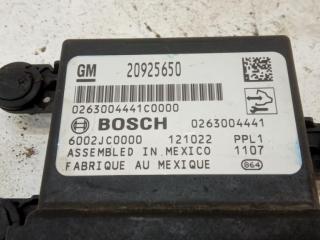 GM 20925650
0263004441C0000
BOSCH 0263004441
6002JC0000 121022 PPL1
ASSEMBLED IN MEXICO 1107
FABRIQUE AU MEXIQUE 864